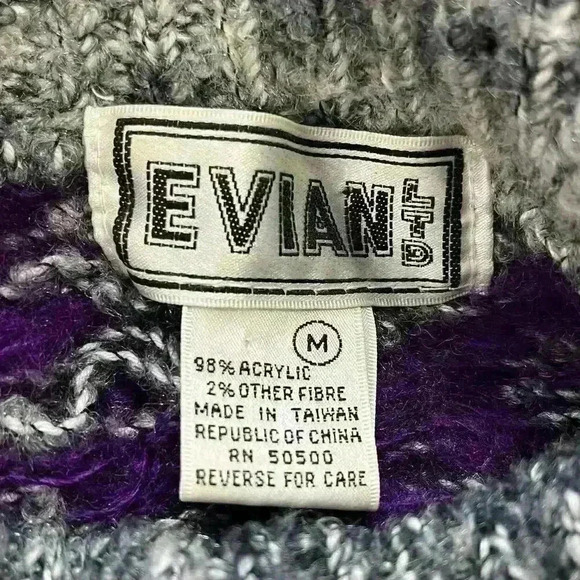 EVIAN LTD
M
98% ACRYLIC
2% OTHER FIBRE
MADE IN TAIWAN
REPUBLIC OF CHINA
RN 50500
REVERSE FOR CARE